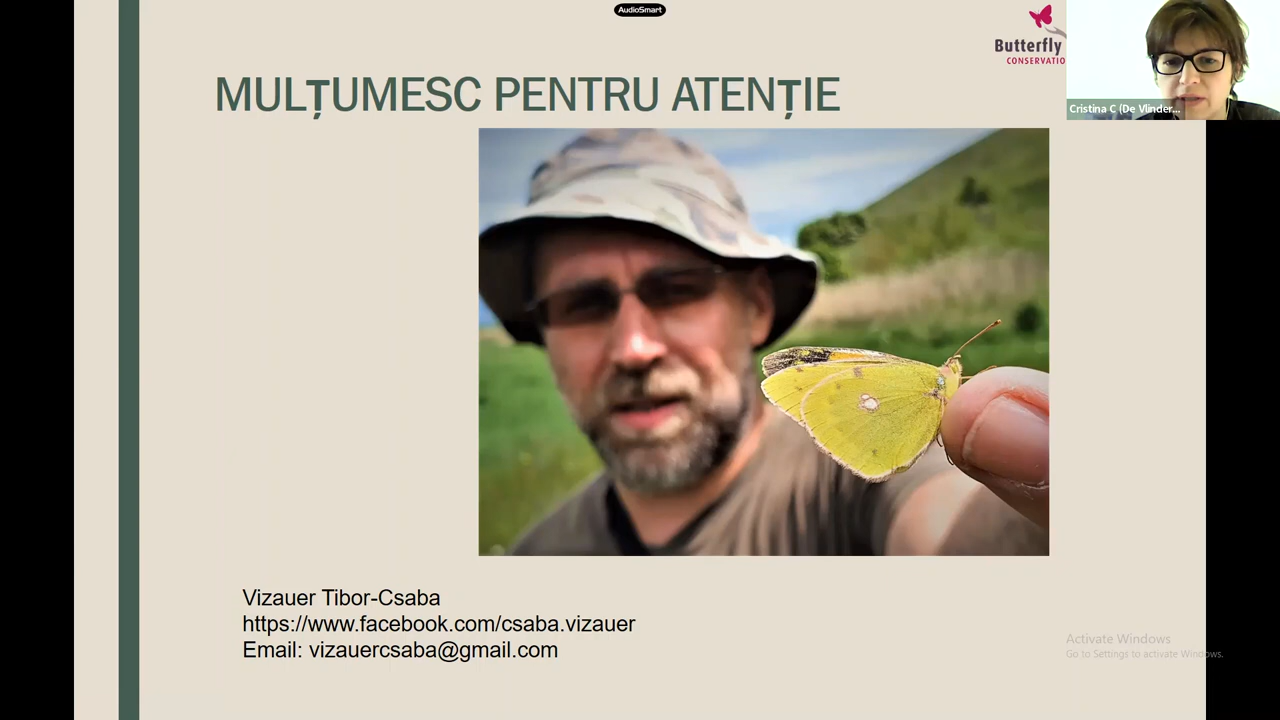 AudioSmart
Butterfly
CONSERVATIO
MULȚUMESC PENTRU ATENȚIE
Cristina C (De Vlinder...
Vizauer Tibor-Csaba
https://www.facebook.com/csaba.vizauer
Email: vizauercsaba@gmail.com
Activate Windows
Go to Settings to activate Windows.